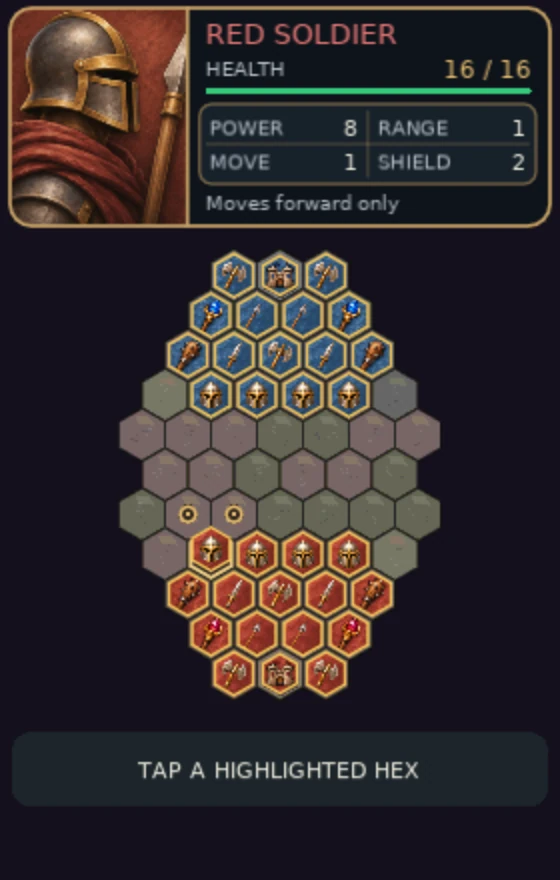 RED SOLDIER
HEALTH 16 / 16
POWER 8 RANGE 1
MOVE 1 SHIELD 2
Moves forward only
TAP A HIGHLIGHTED HEX